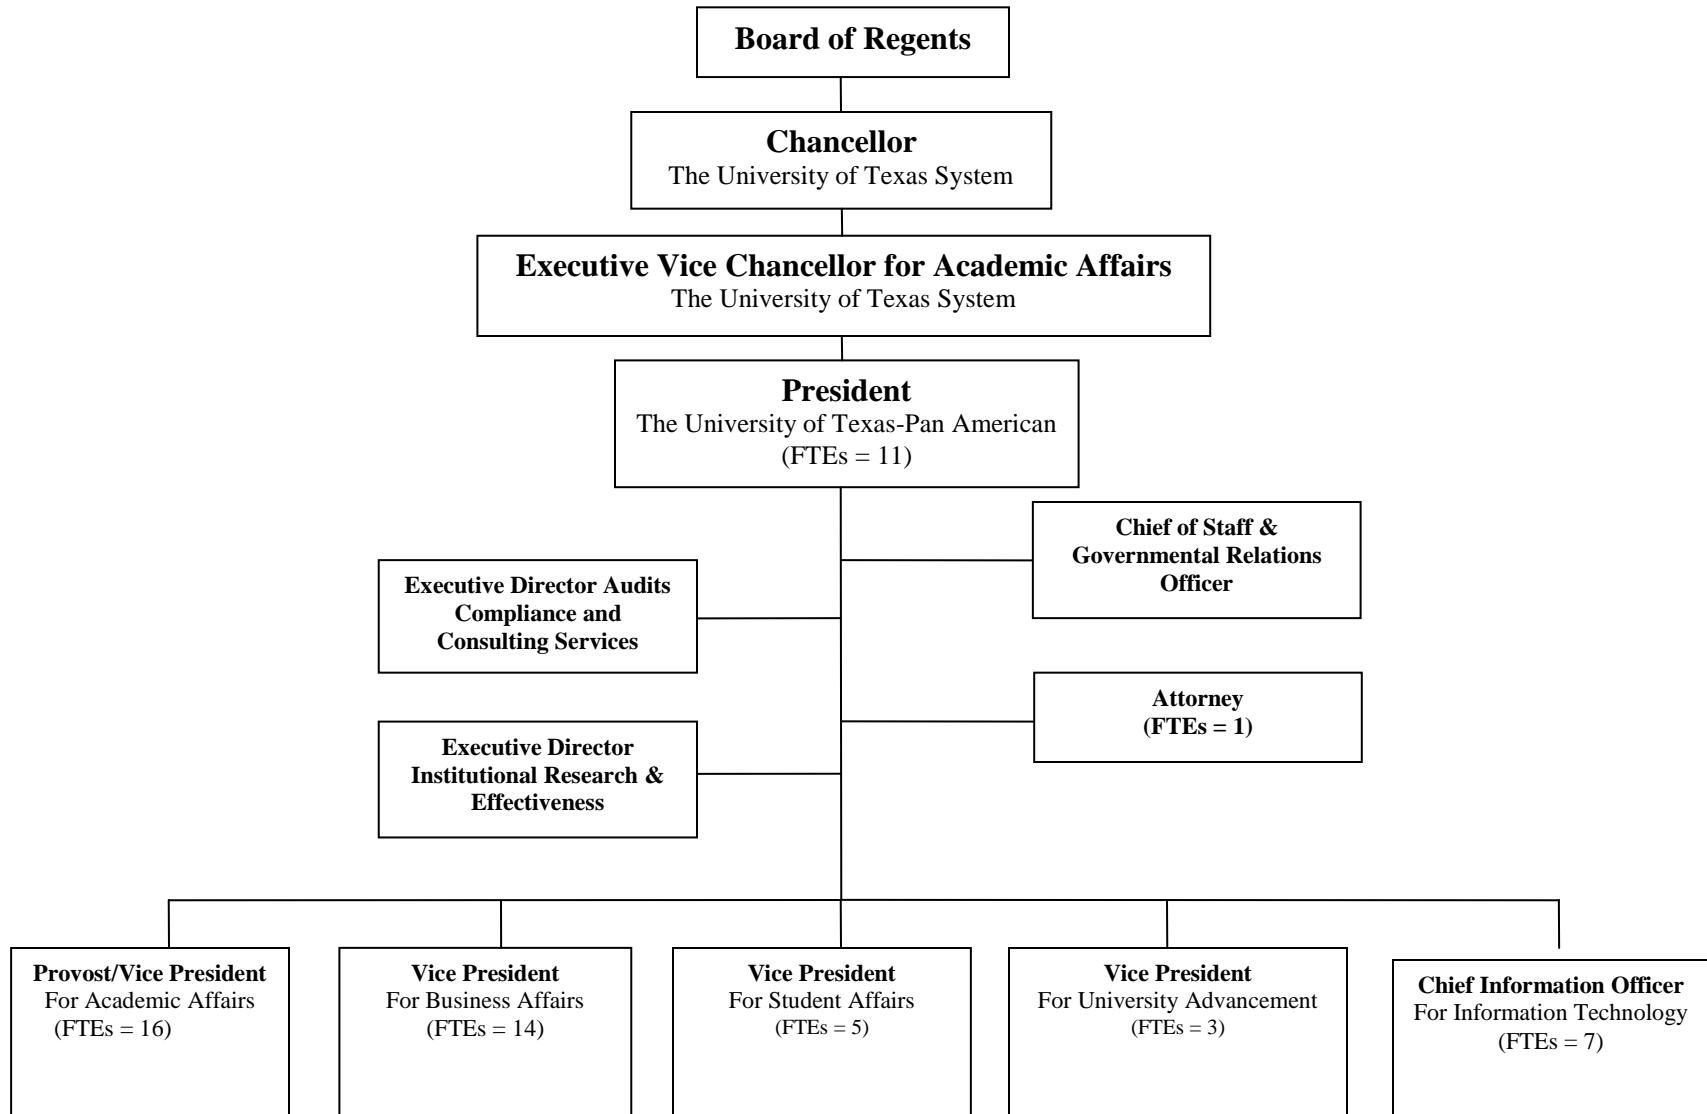 Board of Regents
Chancellor
The University of Texas System
Executive Vice Chancellor for Academic Affairs
The University of Texas System
President
The University of Texas-Pan American
(FTEs = 11)
Chief of Staff &
Governmental Relations
Officer
Executive Director Audits
Compliance and
Consulting Services
Attorney
(FTEs = 1)
Executive Director
Institutional Research &
Effectiveness
Provost/Vice President
For Academic Affairs
(FTEs = 16)
Vice President
For Business Affairs
(FTEs = 14)
Vice President
For Student Affairs
(FTEs = 5)
Vice President
For University Advancement
(FTEs = 3)
Chief Information Officer
For Information Technology
(FTEs = 7)